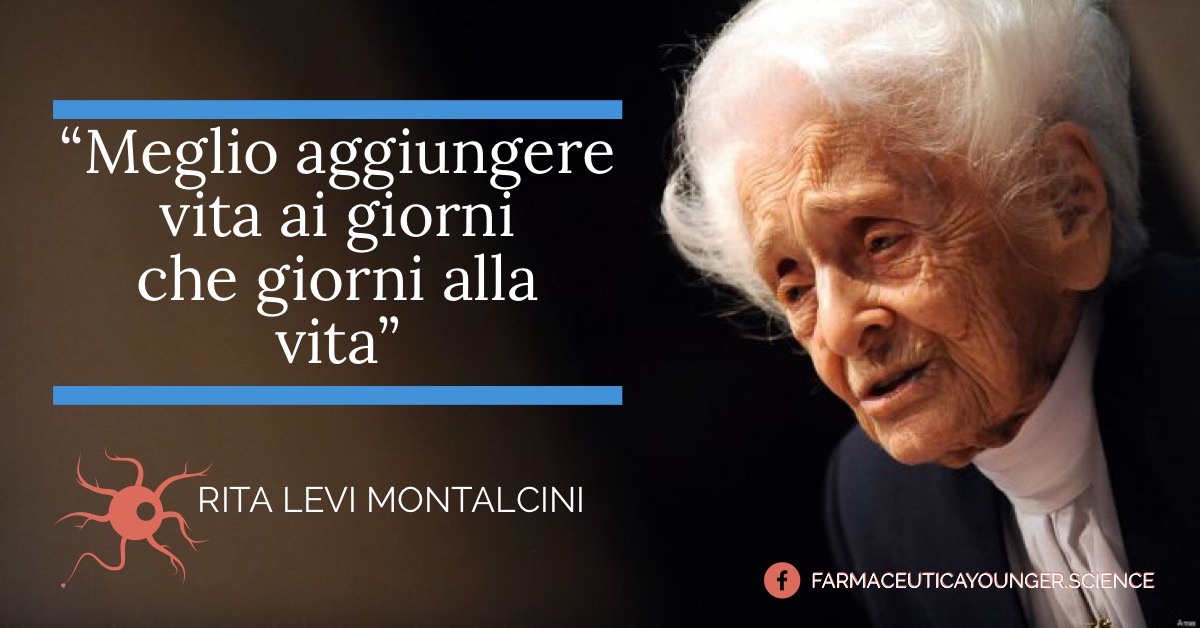 “Meglio aggiungere
vita ai giorni
che giorni alla
vita”
RITA LEVI MONTALCINI
FARMACEUTICAYOUNGER.SCIENCE